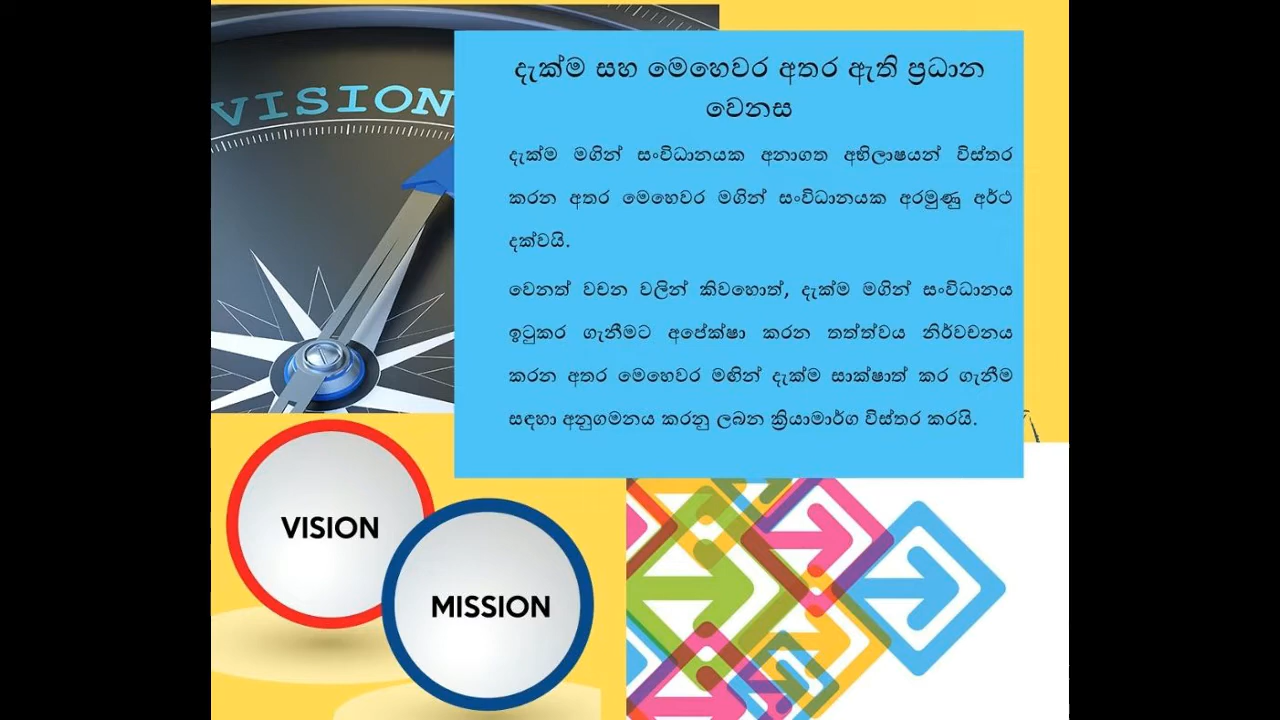 VISION
දැක්ම සහ මෙහෙවර අතර ඇති ප්‍රධාන
වෙනස
දැක්ම මගින් සංවිධානයක අනාගත අභිලාෂයන් විස්තර
කරන අතර මෙහෙවර මගින් සංවිධානයක අරමුණු අර්ථ
දක්වයි.
වෙනත් වචන වලින් කිවහොත්, දැක්ම මගින් සංවිධානය
ඉටුකර ගැනීමට අපේක්ෂා කරන තත්ත්වය නිර්වචනය
කරන අතර මෙහෙවර මඟින් දැක්ම සාක්ෂාත් කර ගැනීම
සඳහා අනුගමනය කරනු ලබන ක්‍රියාමාර්ග විස්තර කරයි.
VISION
MISSION